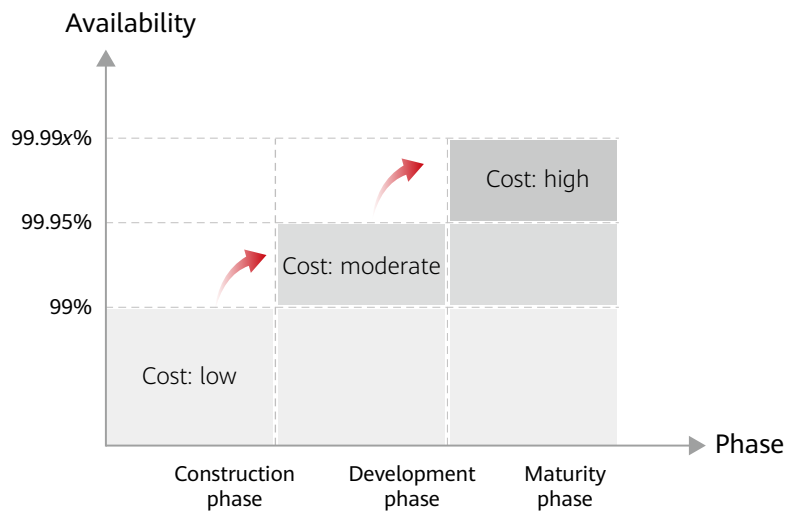 Availability
99.99x%
Cost: high
99.95%
Cost: moderate
99%
Cost: low
Phase
Construction
phase
Development
phase
Maturity
phase